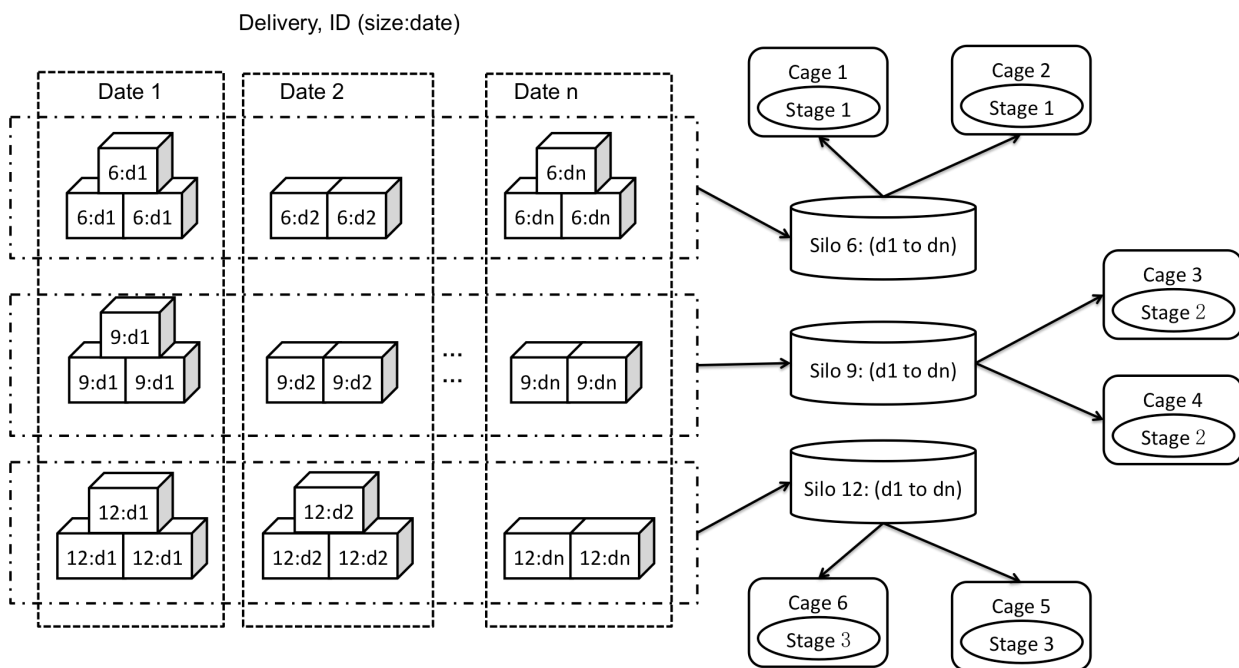 Delivery, ID (size:date)
Date 1
Date 2
Date n
Cage 1
Stage 1
Cage 2
Stage 1
6:d1
6:d1 6:d1
6:d2 6:d2
6:dn
6:dn 6:dn
Silo 6: (d1 to dn)
Cage 3
Stage 2
9:d1
9:d1 9:d1
9:d2 9:d2
...
...
9:dn 9:dn
Silo 9: (d1 to dn)
Cage 4
Stage 2
12:d1
12:d1 12:d1
12:d2
12:d2 12:d2
12:dn 12:dn
Silo 12: (d1 to dn)
Cage 6
Stage 3
Cage 5
Stage 3